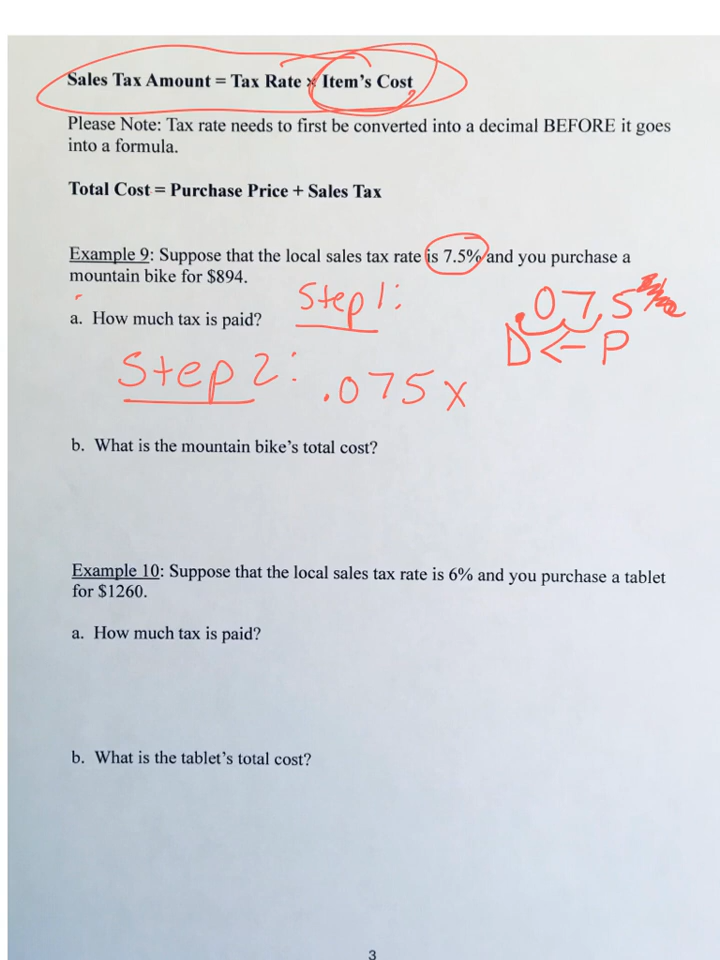 Sales Tax Amount = Tax Rate × Item's Cost
Please Note: Tax rate needs to first be converted into a decimal BEFORE it goes
into a formula.
Total Cost = Purchase Price + Sales Tax
Example 9: Suppose that the local sales tax rate is 7.5% and you purchase a
mountain bike for $894.
Step 1:
.07.5%
a. How much tax is paid?
D <- P
Step 2: .075 x
b. What is the mountain bike's total cost?
Example 10: Suppose that the local sales tax rate is 6% and you purchase a tablet
for $1260.
a. How much tax is paid?
b. What is the tablet's total cost?
3